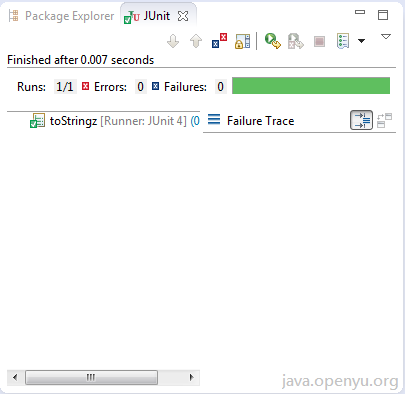 Package Explorer JUnit
Finished after 0.007 seconds
Runs: 1/1 Errors: 0 Failures: 0
toStringz [Runner: JUnit 4] (0 Failure Trace
java.openyu.org